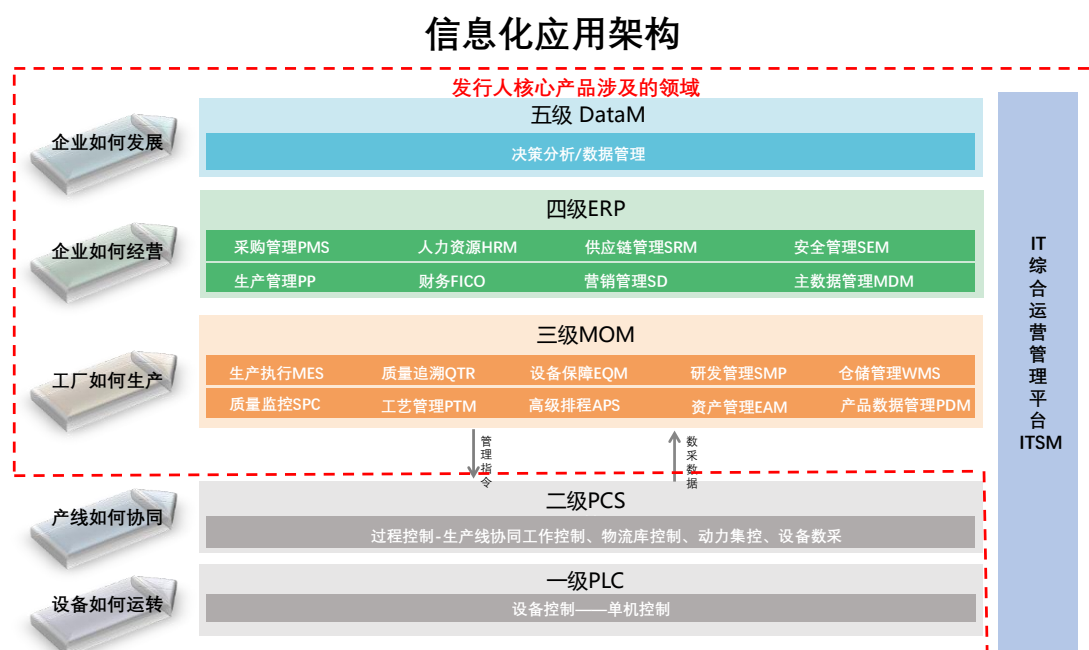 信息化应用架构
发行人核心产品涉及的领域
企业如何发展
五级 DataM
决策分析/数据管理
企业如何经营
四级ERP
采购管理PMS 人力资源HRM 供应链管理SRM 安全管理SEM
生产管理PP 财务FICO 营销管理SD 主数据管理MDM
工厂如何生产
三级MOM
生产执行MES 质量追溯QTR 设备保障EQM 研发管理SMP 仓储管理WMS
质量监控SPC 工艺管理PTM 高级排程APS 资产管理EAM 产品数据管理PDM
管理指令
数采数据
产线如何协同
二级PCS
过程控制-生产线协同工作控制、物流库控制、动力集控、设备数采
设备如何运转
一级PLC
设备控制——单机控制
IT
综
合
运
营
管
理
平
台
ITSM